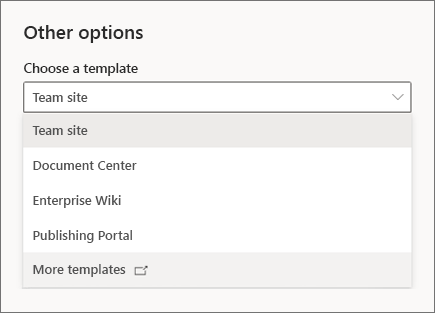 Other options
Choose a template
Team site
Team site
Document Center
Enterprise Wiki
Publishing Portal
More templates